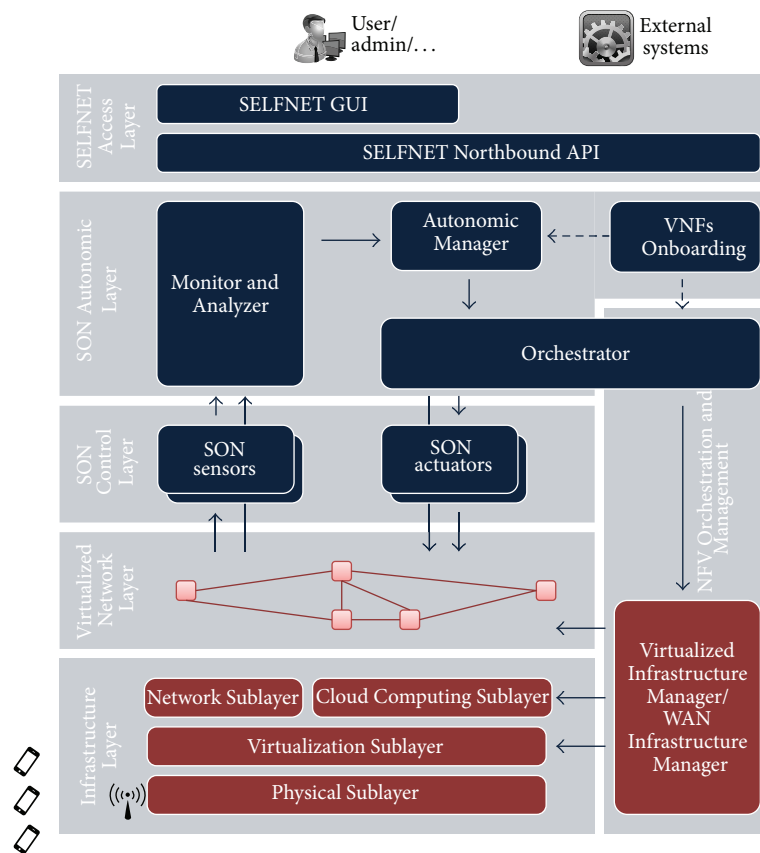 User/
admin/...
External
systems
SELFNET
Access
Layer
SELFNET GUI
SELFNET Northbound API
SON Autonomic
Layer
Monitor and
Analyzer
Autonomic
Manager
VNFs
Onboarding
Orchestrator
SON
Control
Layer
SON
sensors
SON
actuators
NFV Orchestration and
Management
Virtualized
Network
Layer
Virtualized
Infrastructure
Manager/
WAN
Infrastructure
Manager
Infrastructure
Layer
Network Sublayer
Cloud Computing Sublayer
Virtualization Sublayer
Physical Sublayer